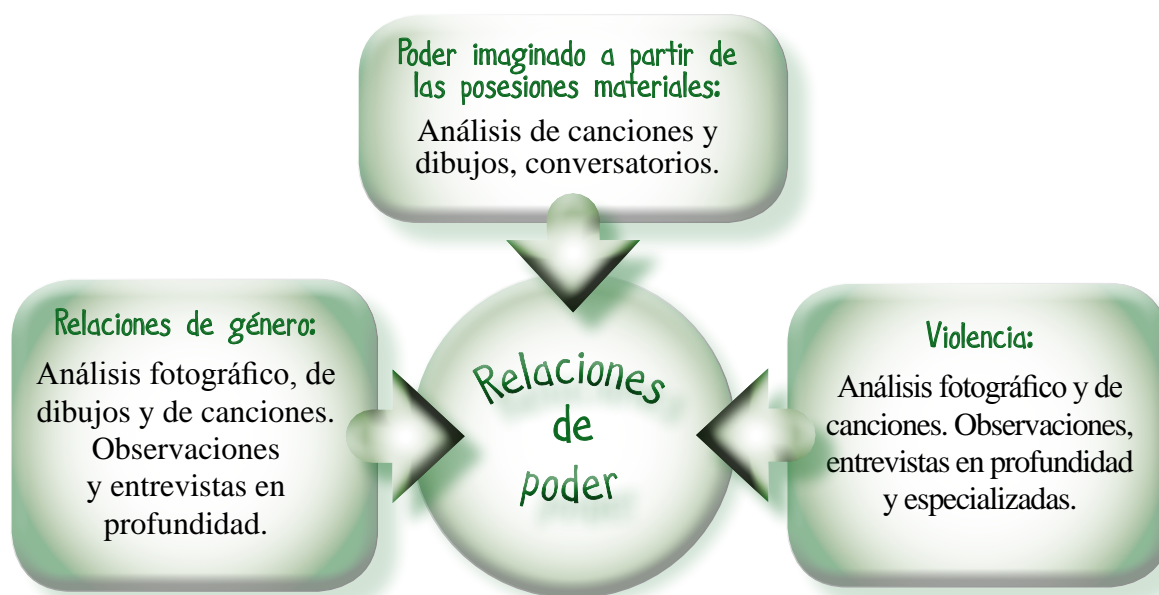 Poder imaginado a partir de
las posesiones materiales:
Análisis de canciones y
dibujos, conversatorios.
Relaciones de género:
Análisis fotográfico, de
dibujos y de canciones.
Observaciones
y entrevistas en
profundidad.
Relaciones
de
poder
Violencia:
Análisis fotográfico y de
canciones. Observaciones,
entrevistas en profundidad
y especializadas.